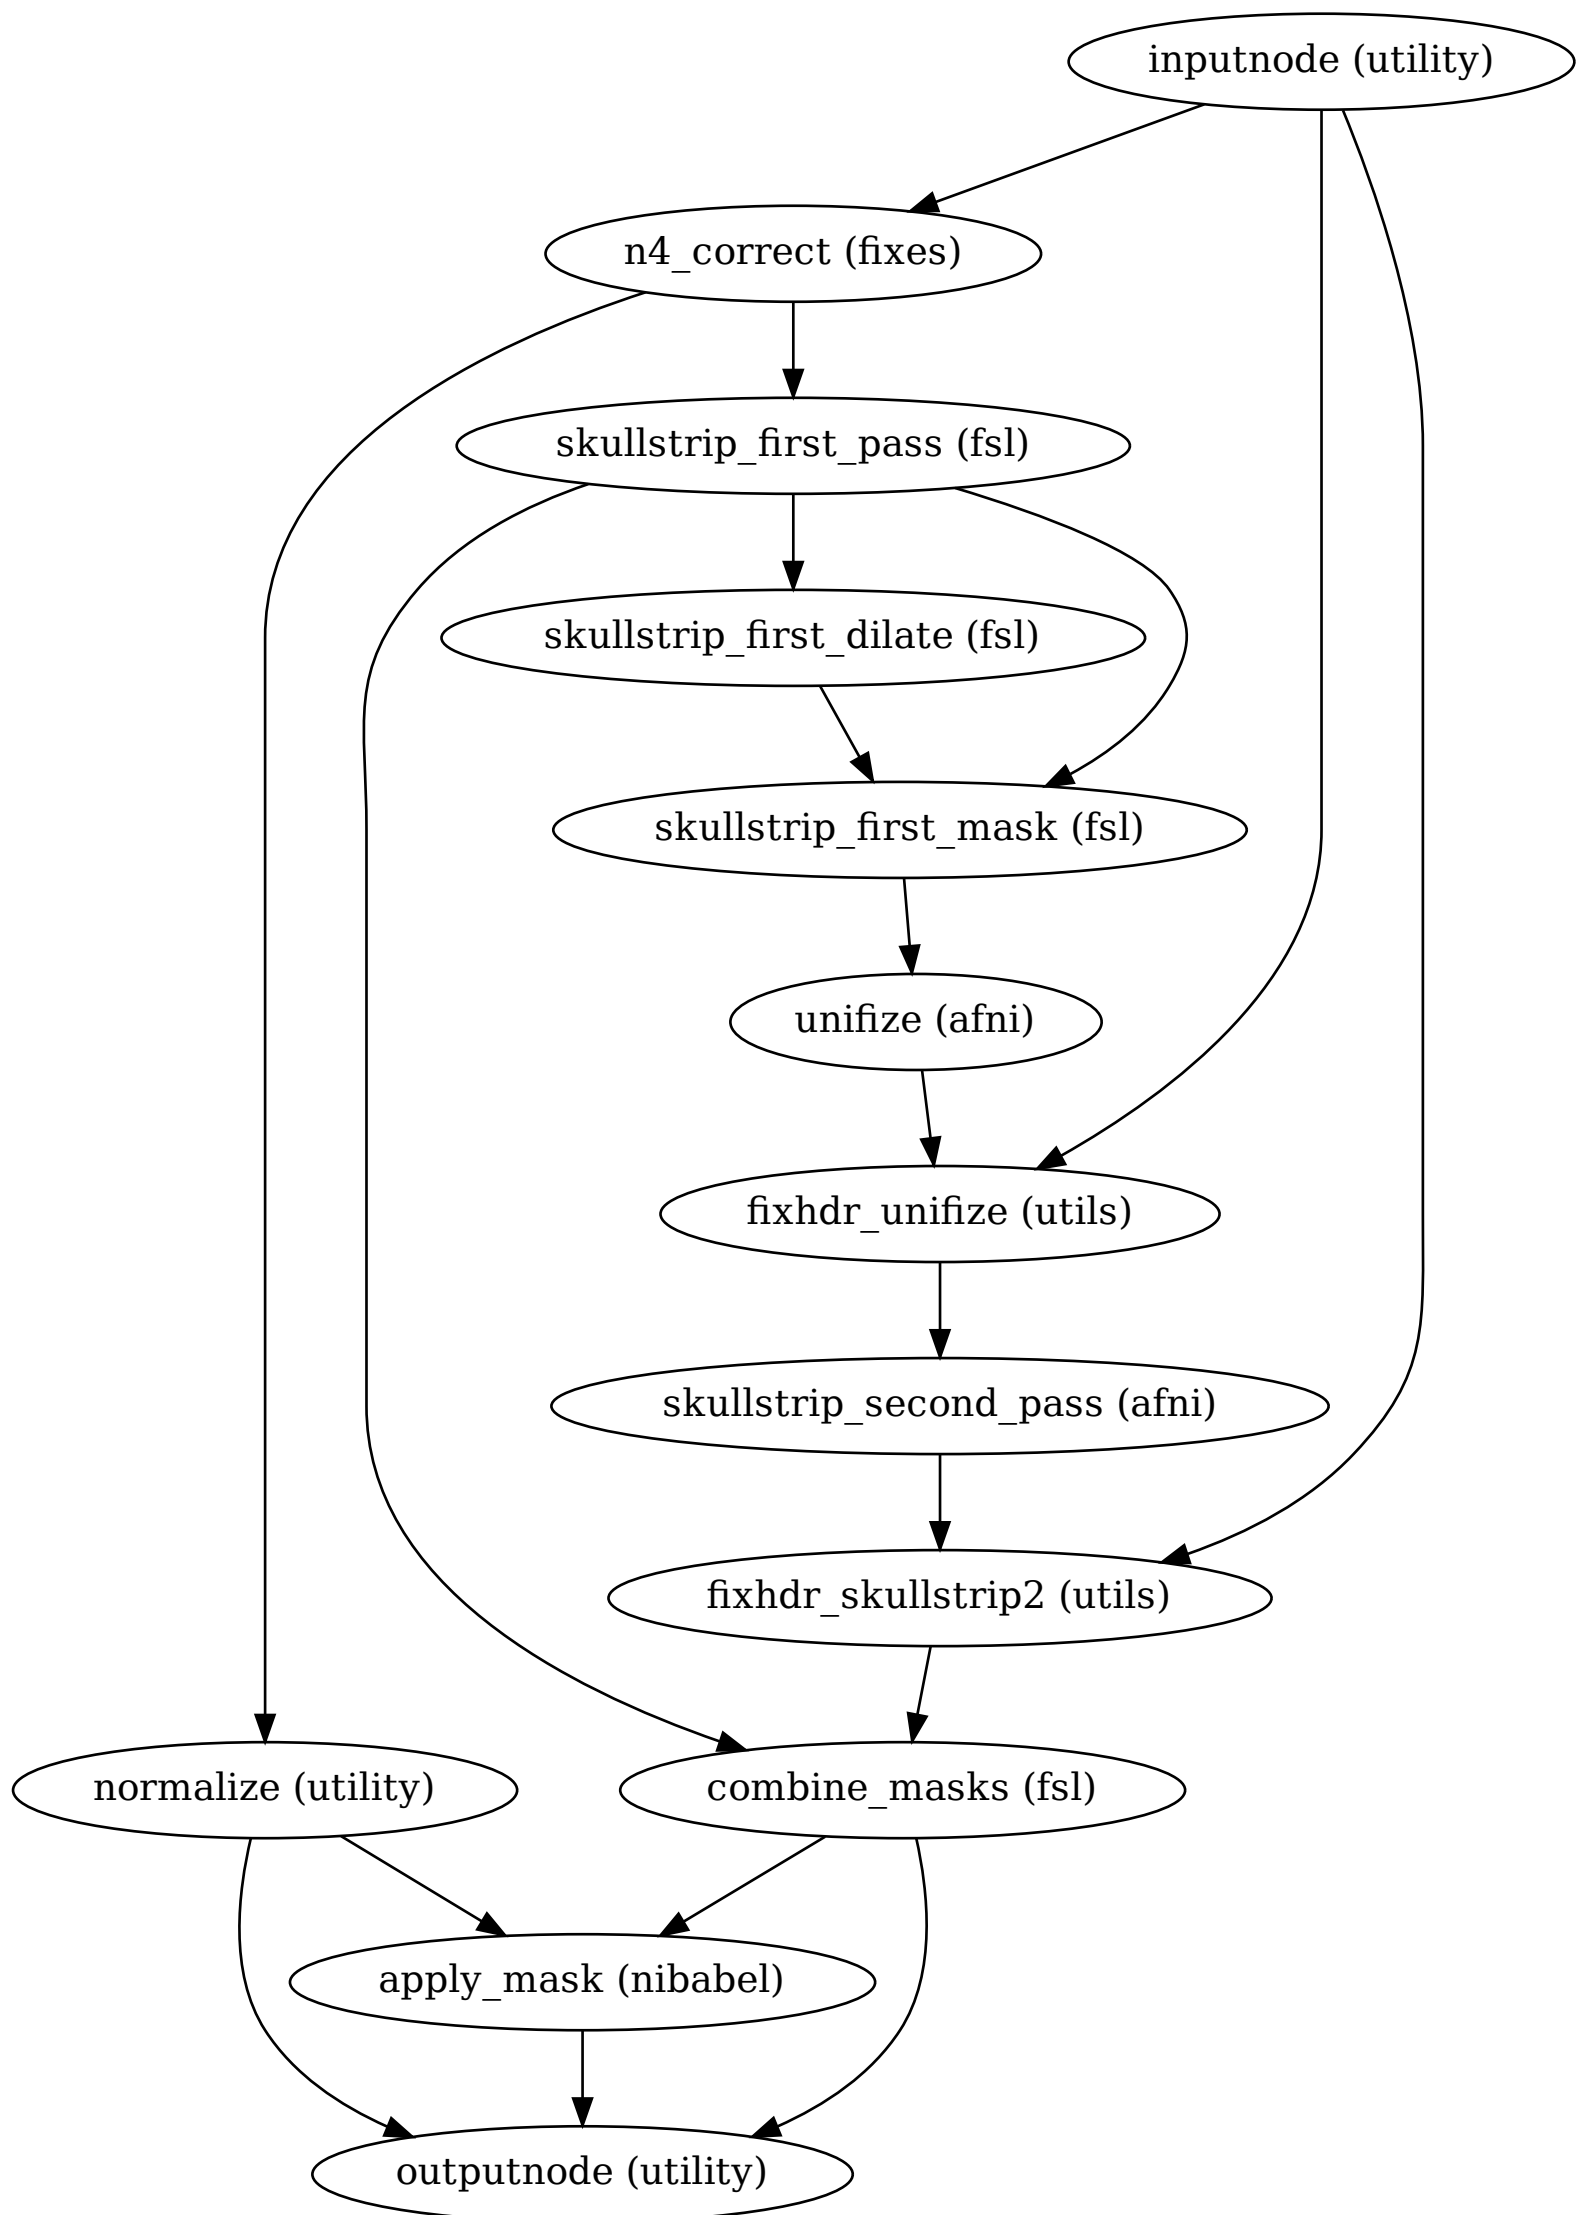 inputnode (utility)
n4_correct (fixes)
skullstrip_first_pass (fsl)
skullstrip_first_dilate (fsl)
skullstrip_first_mask (fsl)
unifize (afni)
fixhdr_unifize (utils)
skullstrip_second_pass (afni)
fixhdr_skullstrip2 (utils)
normalize (utility)
combine_masks (fsl)
apply_mask (nibabel)
outputnode (utility)